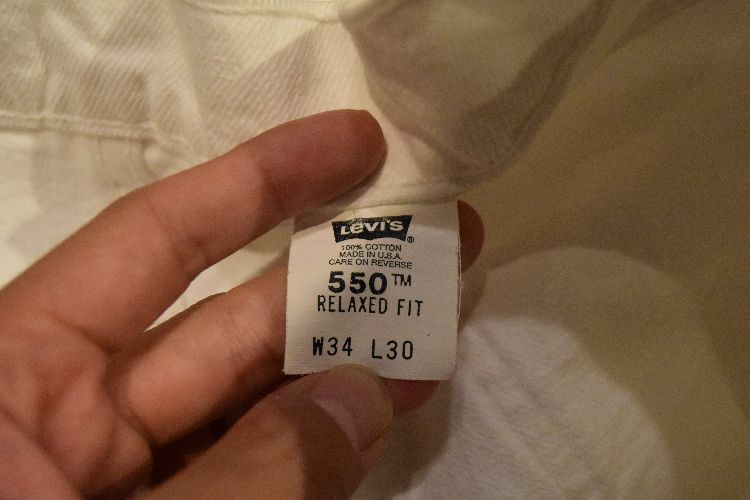 Levi's®
100% COTTON
MADE IN U.S.A.
CARE ON REVERSE
550™
RELAXED FIT
W34 L30